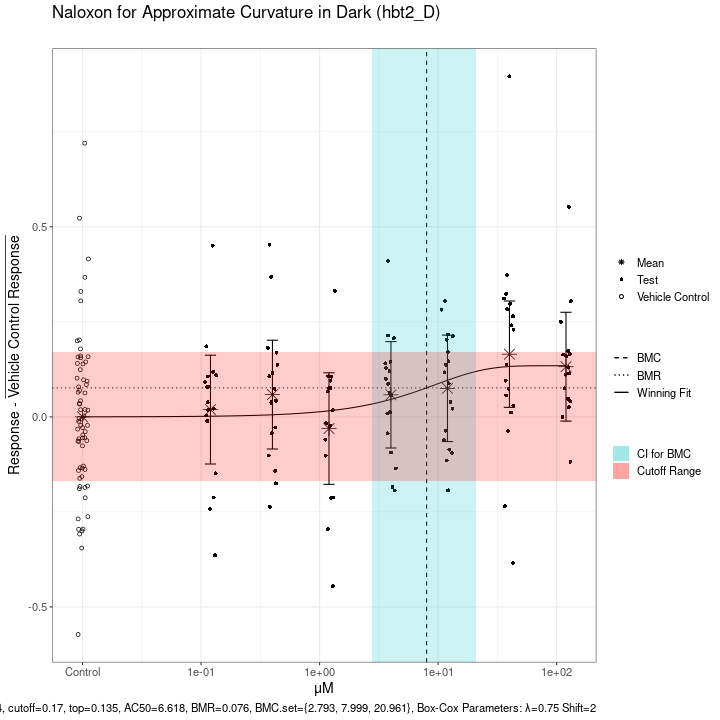 Naloxon for Approximate Curvature in Dark (hbt2_D)
Response - Vehicle Control Response
0.5
0.0
-0.5
Control
1e-01
1e+00
1e+01
1e+02
μM
Mean
Test
Vehicle Control
BMC
BMR
Winning Fit
CI for BMC
Cutoff Range
cutoff=0.17, top=0.135, AC50=6.618, BMR=0.076, BMC.set={2.793, 7.999, 20.961}, Box-Cox Parameters: λ=0.75 Shift=2